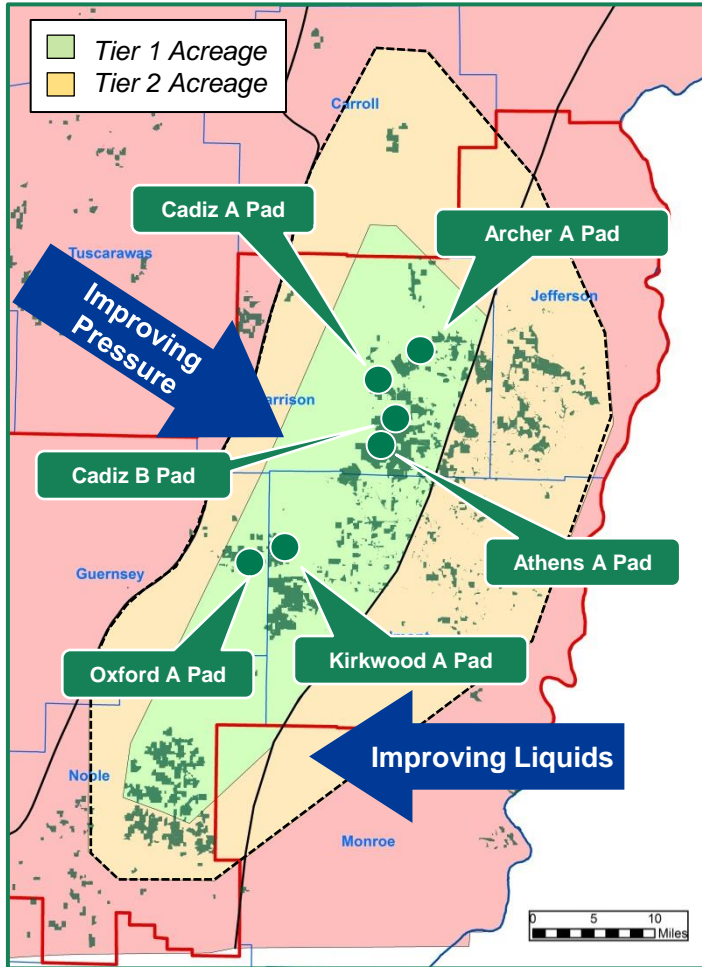 Tier 1 Acreage
Tier 2 Acreage
Carroll
Cadiz A Pad
Archer A Pad
Tuscarawas
Jefferson
Improving
Pressure
arrison
Cadiz B Pad
Athens A Pad
Guernsey
Oxford A Pad
Kirkwood A Pad
Improving Liquids
Noble
Monroe
0 5 10
Miles